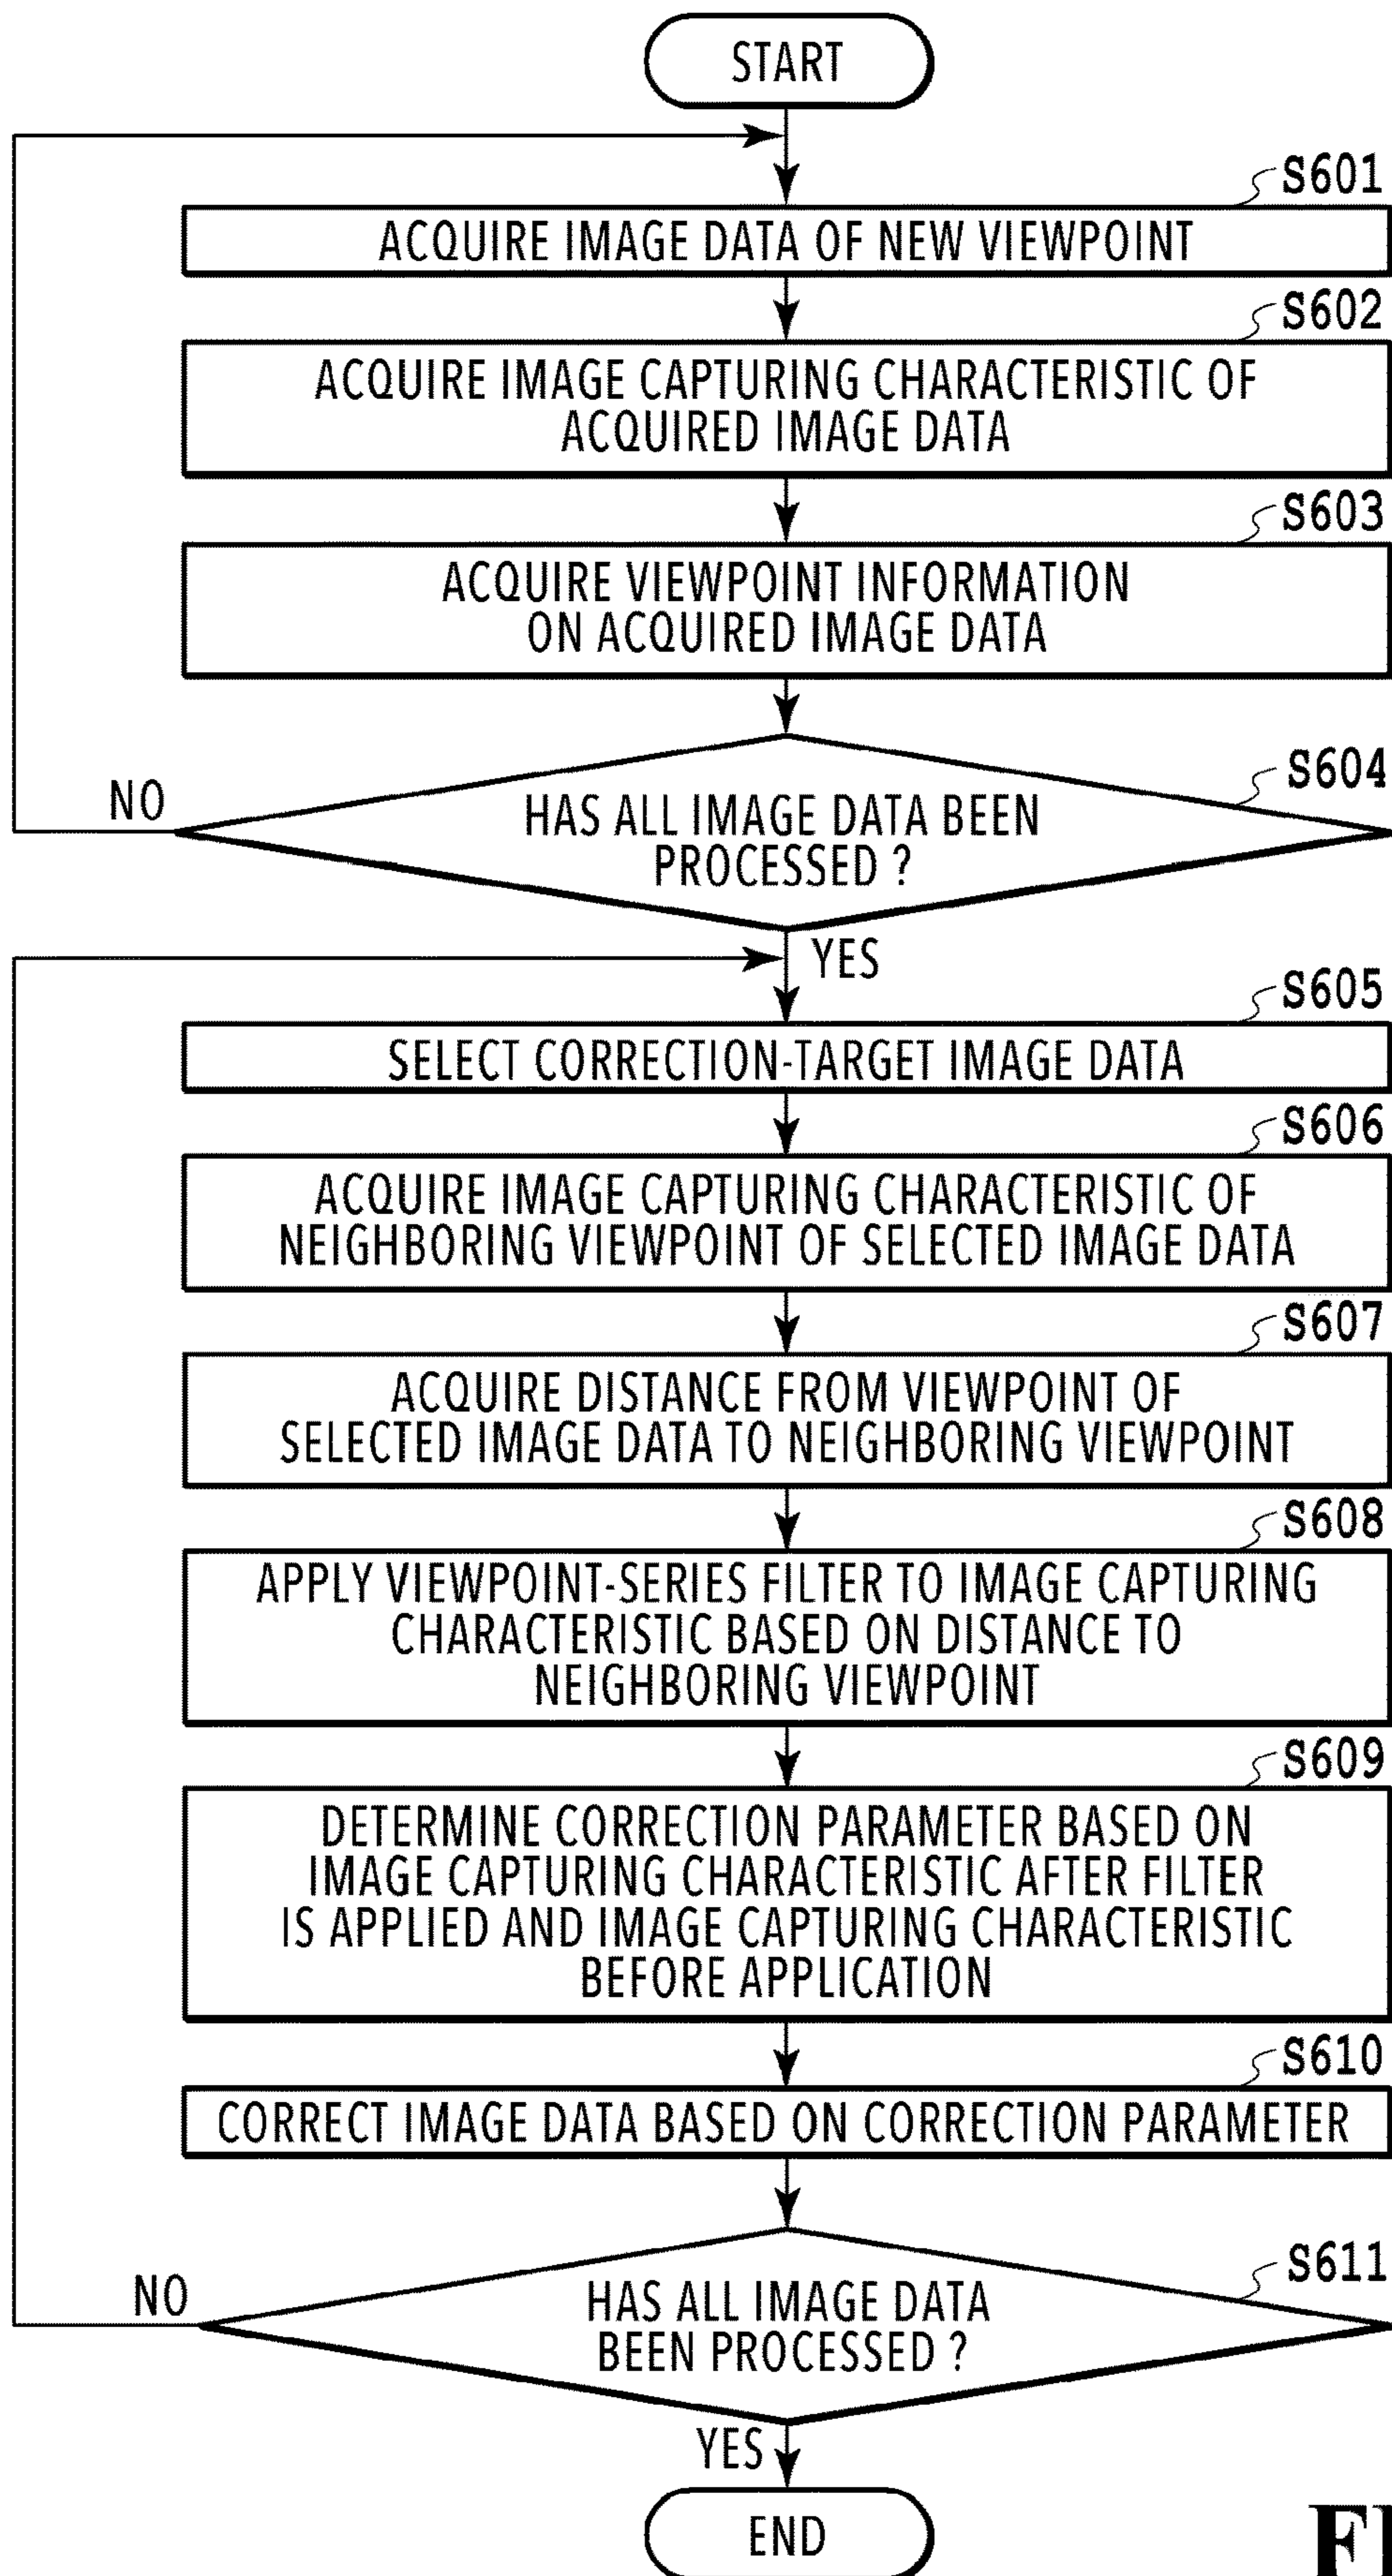 START
S601
ACQUIRE IMAGE DATA OF NEW VIEWPOINT
S602
ACQUIRE IMAGE CAPTURING CHARACTERISTIC OF
ACQUIRED IMAGE DATA
S603
ACQUIRE VIEWPOINT INFORMATION
ON ACQUIRED IMAGE DATA
S604
NO
HAS ALL IMAGE DATA BEEN
PROCESSED ?
YES
S605
SELECT CORRECTION-TARGET IMAGE DATA
S606
ACQUIRE IMAGE CAPTURING CHARACTERISTIC OF
NEIGHBORING VIEWPOINT OF SELECTED IMAGE DATA
S607
ACQUIRE DISTANCE FROM VIEWPOINT OF
SELECTED IMAGE DATA TO NEIGHBORING VIEWPOINT
S608
APPLY VIEWPOINT-SERIES FILTER TO IMAGE CAPTURING
CHARACTERISTIC BASED ON DISTANCE TO
NEIGHBORING VIEWPOINT
S609
DETERMINE CORRECTION PARAMETER BASED ON
IMAGE CAPTURING CHARACTERISTIC AFTER FILTER
IS APPLIED AND IMAGE CAPTURING CHARACTERISTIC
BEFORE APPLICATION
S610
CORRECT IMAGE DATA BASED ON CORRECTION PARAMETER
S611
NO
HAS ALL IMAGE DATA
BEEN PROCESSED ?
YES
END